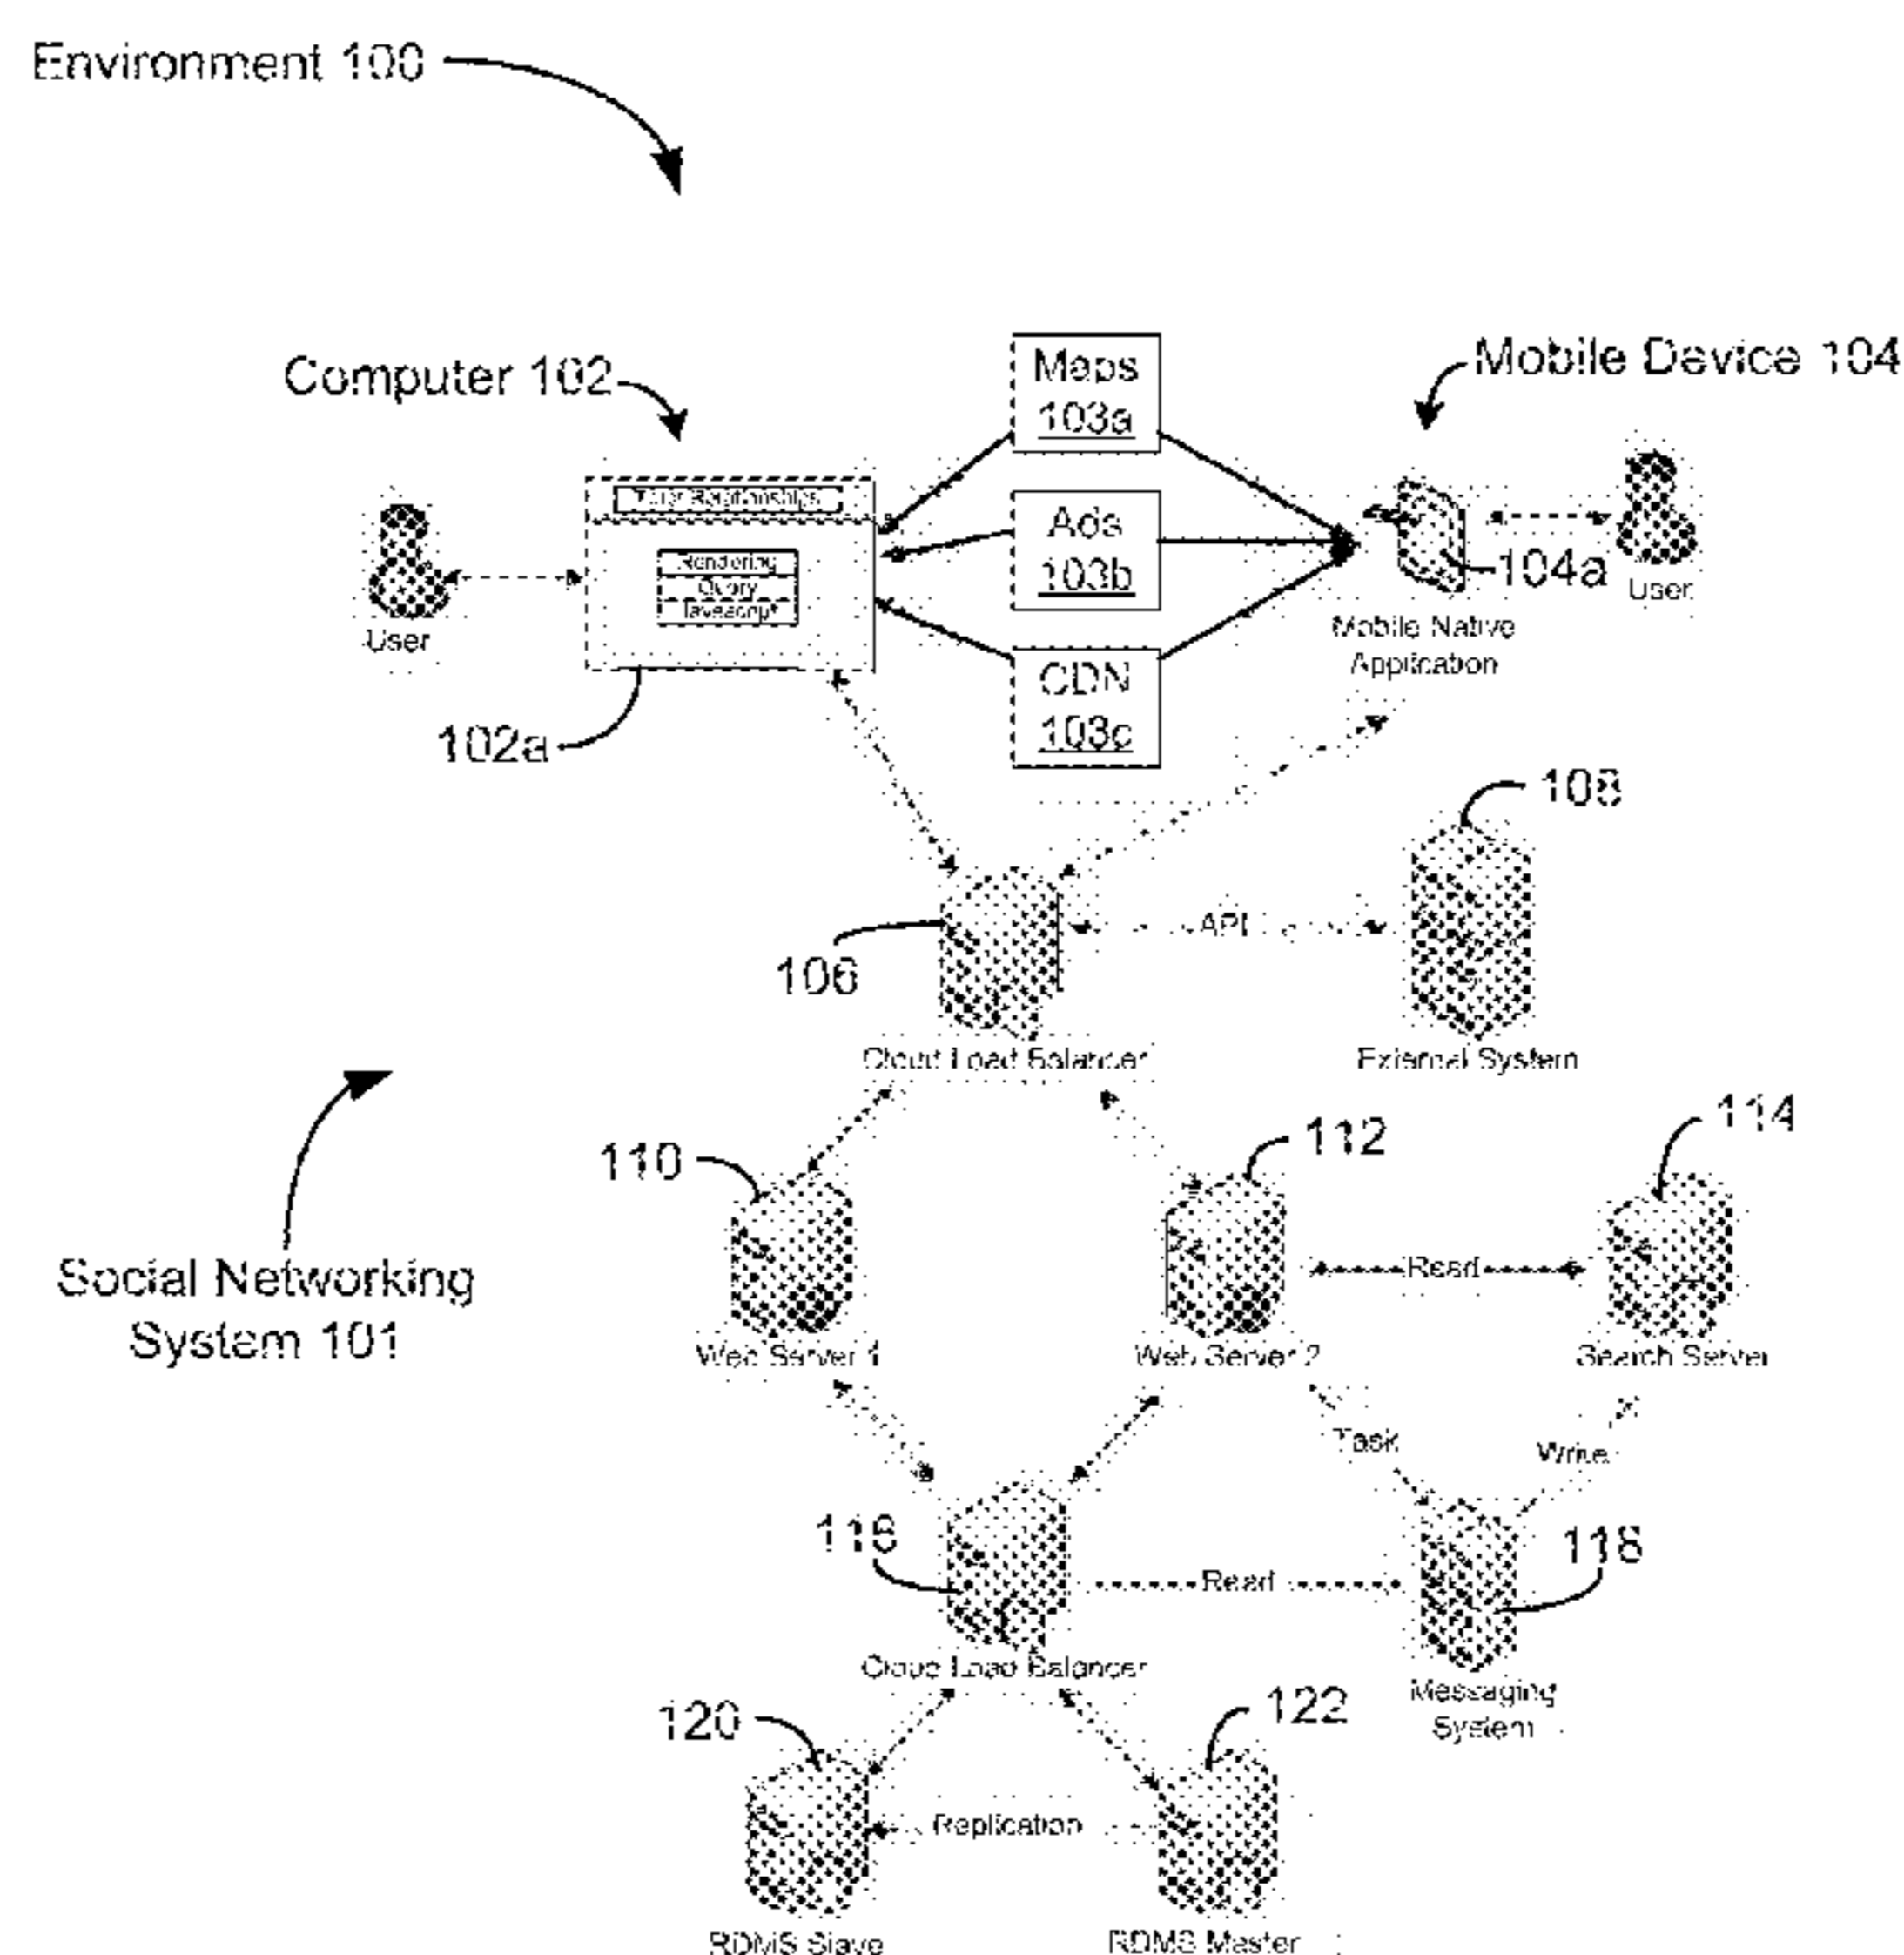 Environment 100
Computer 102
Maps
103a
Mobile Device 104
Your Relationships
Ads
103b
Rendering
Query
Javascript
104a
User
User
Mobile Native
Application
CDN
103c
102a
108
106
API
Cloud Load Balancer
External System
110
112
114
Social Networking
System 101
Read
Web Server 1
Web Server 2
Search Server
Task
Write
116
118
Read
Cloud Load Balancer
Messaging
System
120
122
Replication
RDMS Slave
RDMS Master